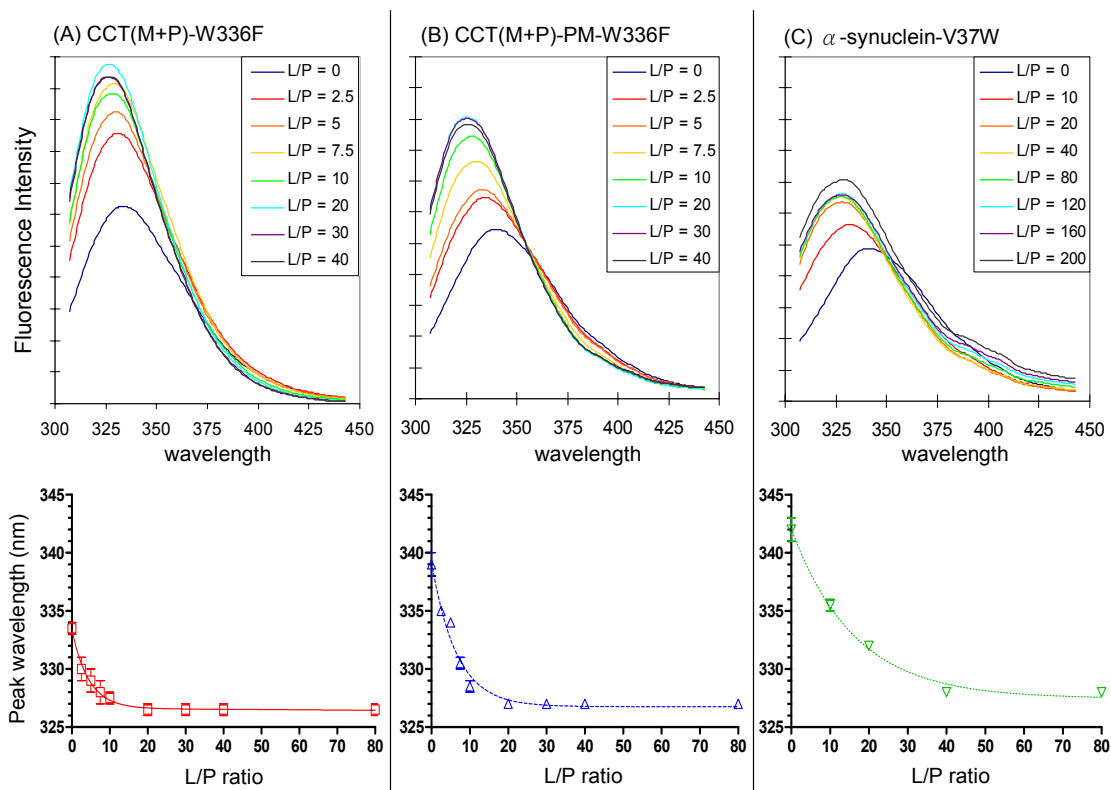 (A) CCT(M+P)-W336F
(B) CCT(M+P)-PM-W336F
(C) α-synuclein-V37W
Fluorescence Intensity
L/P = 0
L/P = 2.5
L/P = 5
L/P = 7.5
L/P = 10
L/P = 20
L/P = 30
L/P = 40
L/P = 0
L/P = 2.5
L/P = 5
L/P = 7.5
L/P = 10
L/P = 20
L/P = 30
L/P = 40
L/P = 0
L/P = 10
L/P = 20
L/P = 40
L/P = 80
L/P = 120
L/P = 160
L/P = 200
300 325 350 375 400 425 450
400 325 350 375 400 425 450
300 325 350 375 400 425 450
wavelength
wavelength
wavelength
Peak wavelength (nm)
345
340
335
330
325
0 10 20 30 40 50 60 70 80
L/P ratio
345
340
335
330
325
0 10 20 30 40 50 60 70 80
L/P ratio
345
340
335
330
325
0 10 20 30 40 50 60 70 80
L/P ratio